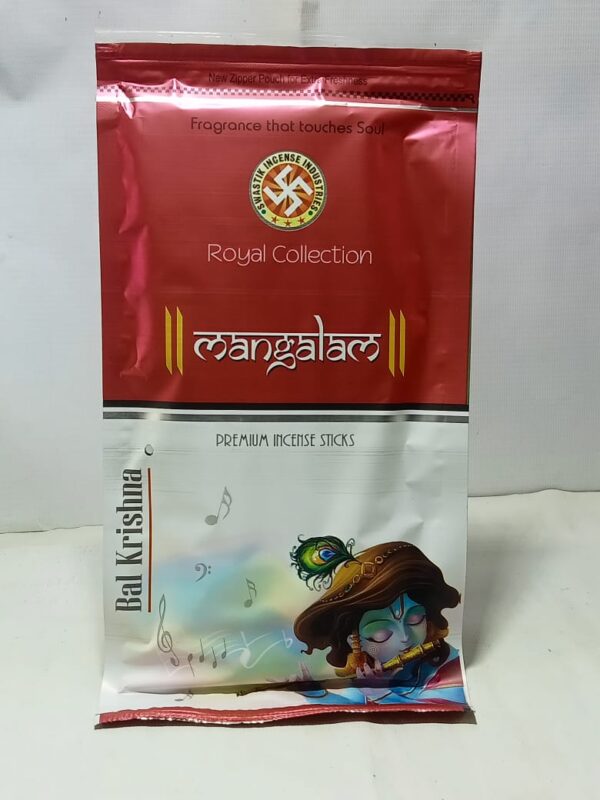 New Zipper Pouch for Extra Freshness
Fragrance that touches Soul
SWASTIK INCENSE INDUSTRIES
Royal Collection
|| mangalam ||
PREMIUM INCENSE STICKS
Bal Krishna